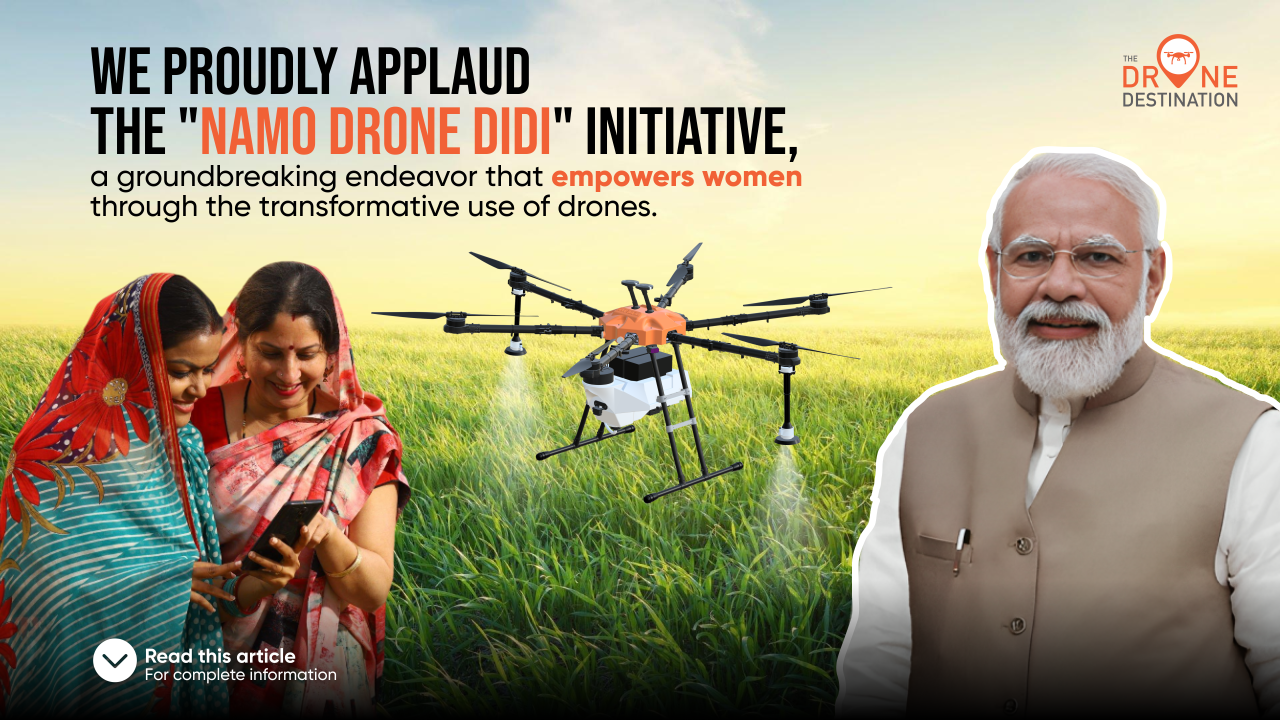 WE PROUDLY APPLAUD
THE "NAMO DRONE DIDI" INITIATIVE,
a groundbreaking endeavor that empowers women
through the transformative use of drones.
THE
DRONE
DESTINATION
Read this article
For complete information